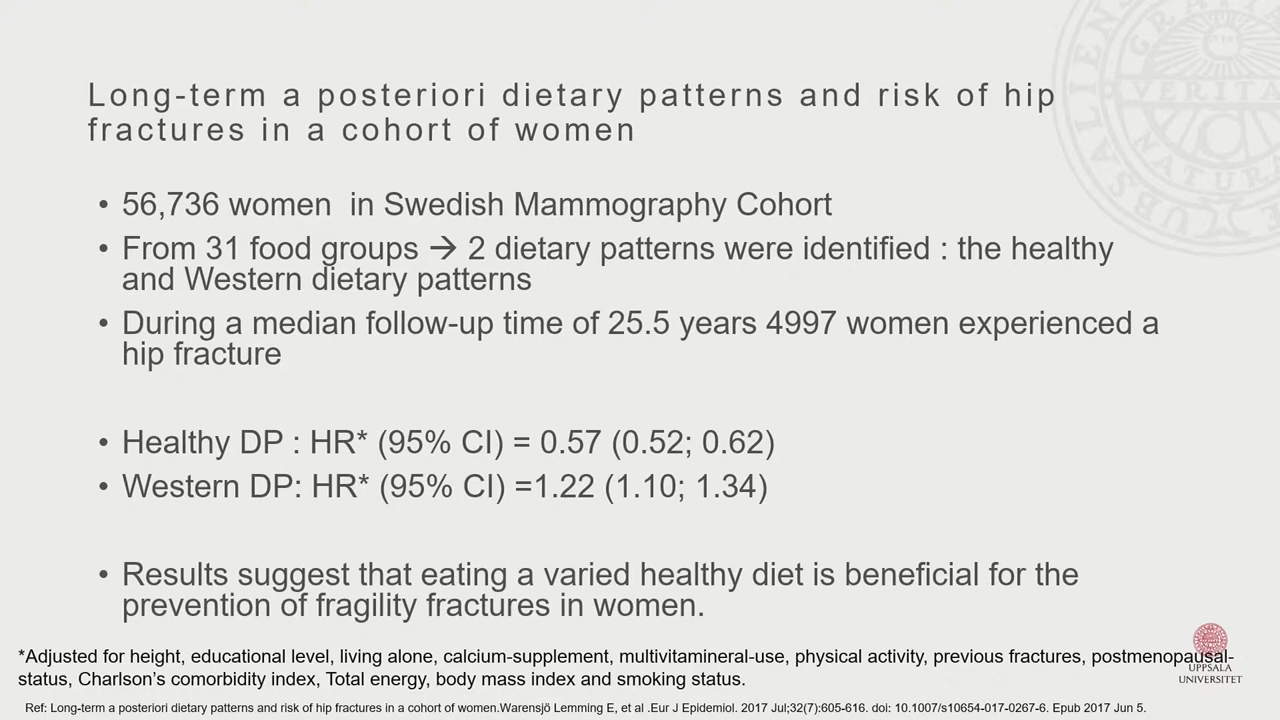 Long-term a posteriori dietary patterns and risk of hip
fractures in a cohort of women
• 56,736 women  in Swedish Mammography Cohort
• From 31 food groups → 2 dietary patterns were identified : the healthy
and Western dietary patterns
• During a median follow-up time of 25.5 years 4997 women experienced a
hip fracture
• Healthy DP : HR* (95% CI) = 0.57 (0.52; 0.62)
• Western DP: HR* (95% CI) =1.22 (1.10; 1.34)
• Results suggest that eating a varied healthy diet is beneficial for the
prevention of fragility fractures in women.
*Adjusted for height, educational level, living alone, calcium-supplement, multivitamineral-use, physical activity, previous fractures, postmenopausal-
status, Charlson's comorbidity index, Total energy, body mass index and smoking status.
UPPSALA
UNIVERSITET
Ref: Long-term a posteriori dietary patterns and risk of hip fractures in a cohort of women.Warensjö Lemming E, et al .Eur J Epidemiol. 2017 Jul;32(7):605-616. doi: 10.1007/s10654-017-0267-6. Epub 2017 Jun 5.